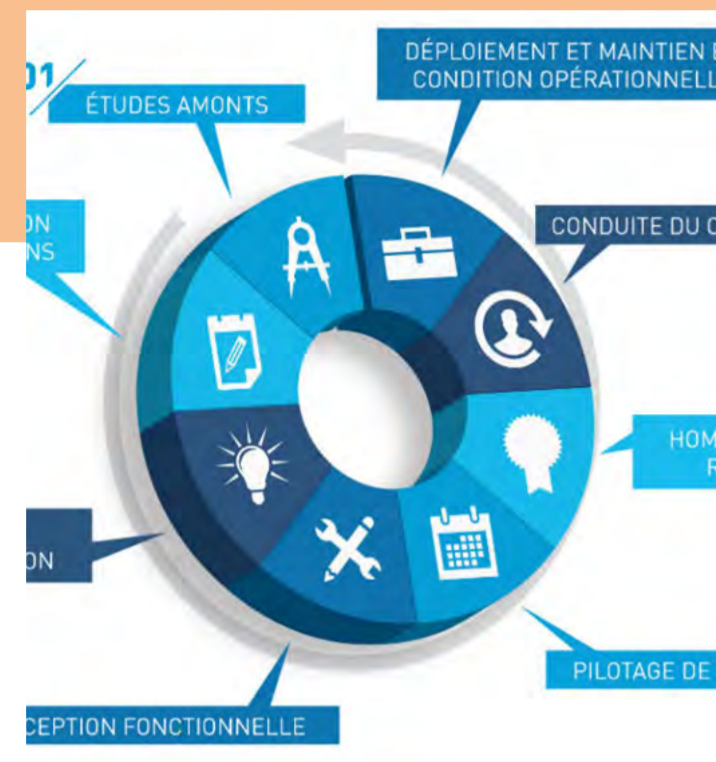 01
ÉTUDES AMONTS
DÉPLOIEMENT ET MAINTIEN
CONDITION OPÉRATIONNELL
CONDUITE DU
ON
NS
HOM
R
ON
PILOTAGE DE
CEPTION FONCTIONNELLE